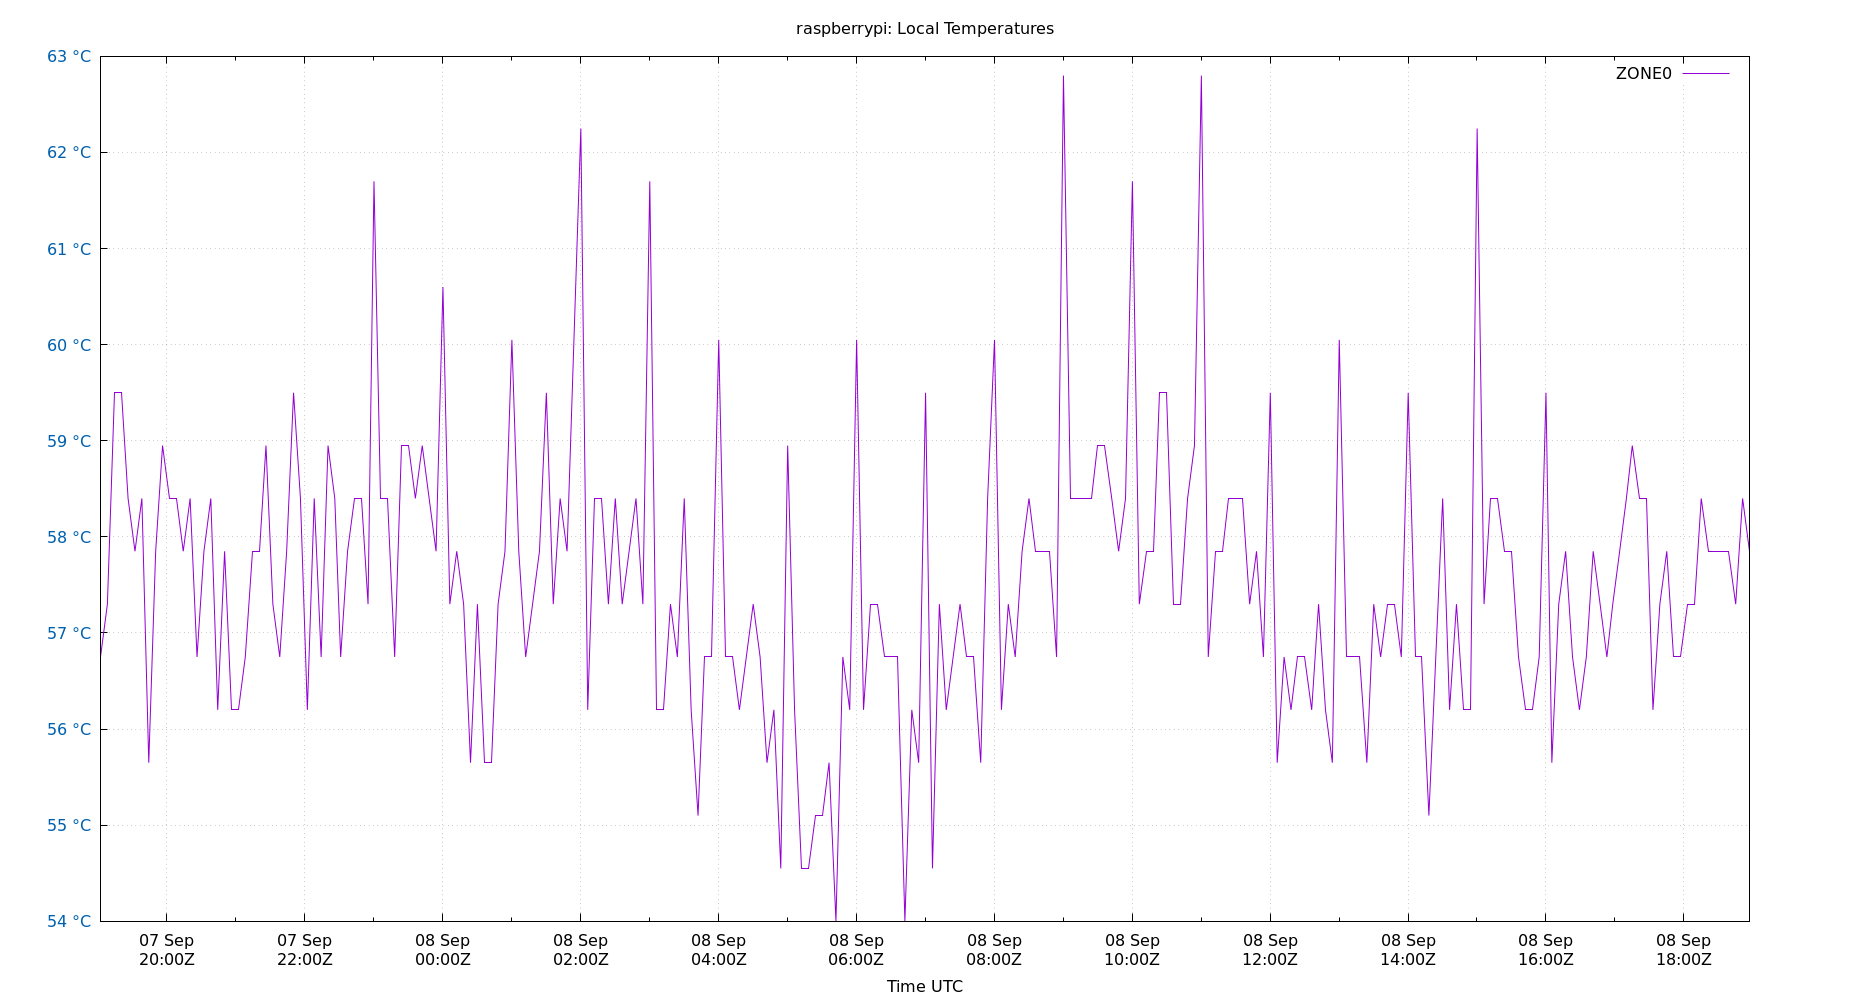 raspberrypi: Local Temperatures
63 °C
ZONE0
62 °C
61 °C
60 °C
59 °C
58 °C
57 °C
56 °C
55 °C
54 °C
07 Sep 07 Sep 08 Sep 08 Sep 08 Sep 08 Sep 08 Sep 08 Sep 08 Sep 08 Sep 08 Sep 08 Sep
20:00Z 22:00Z 00:00Z 02:00Z 04:00Z 06:00Z 08:00Z 10:00Z 12:00Z 14:00Z 16:00Z 18:00Z
Time UTC